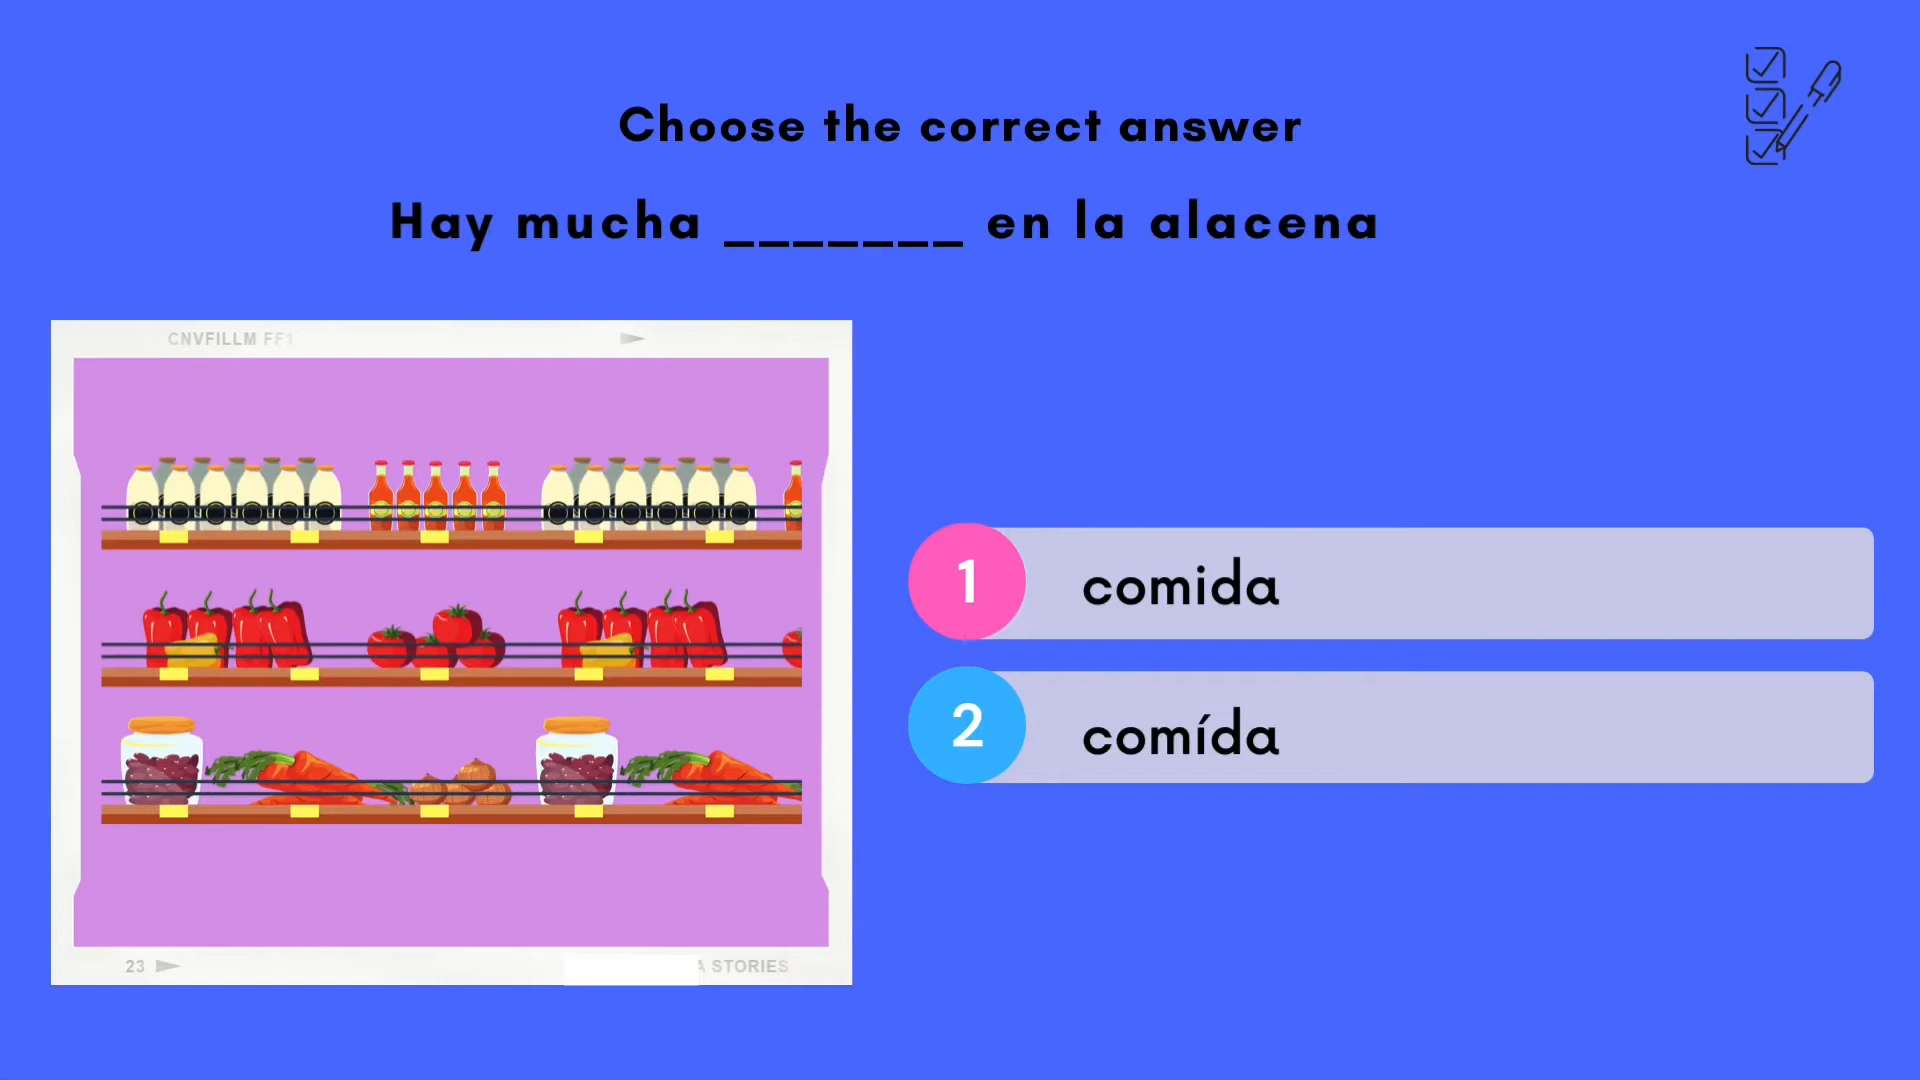 Choose the correct answer
Hay mucha _______ en la alacena
CNVFILLM FF1
1 comida
2 comída
23
A STORIES